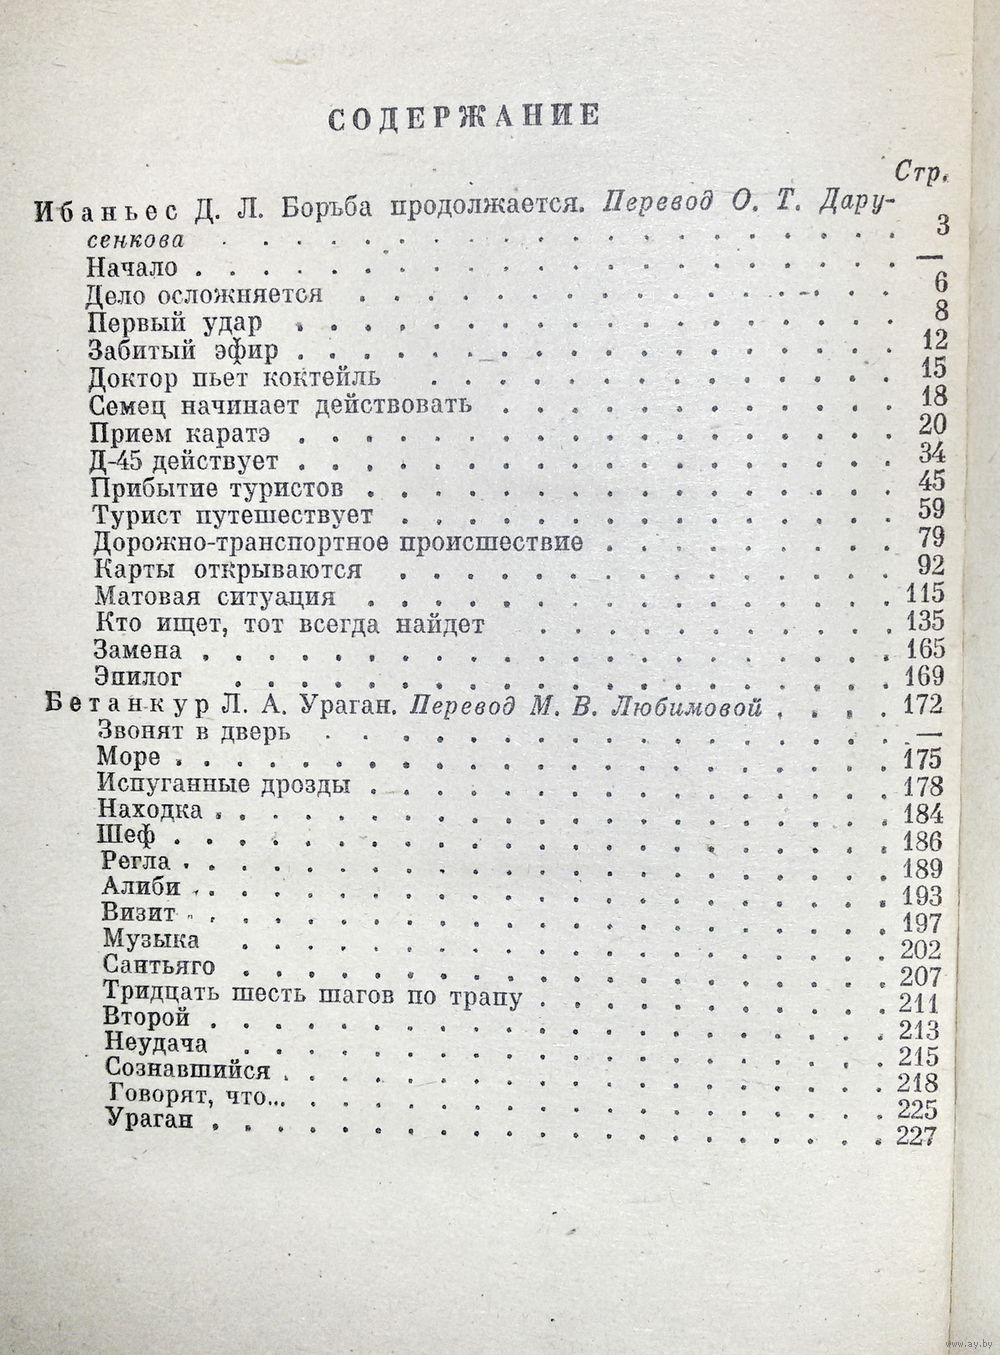 СОДЕРЖАНИЕ
Стр.
Ибаньес Д. Л. Борьба продолжается. Перевод О. Т. Дару-
сенкова . . . . . . . . . . . . . . . . . . . . 3
Начало . . . . . . . . . . . . . . . . . . . . —
Дело осложняется . . . . . . . . . . . . . . . . 6
Первый удар . . . . . . . . . . . . . . . . . . 8
Забитый эфир . . . . . . . . . . . . . . . . . . 12
Доктор пьет коктейль . . . . . . . . . . . . . . 15
Семец начинает действовать . . . . . . . . . . . . 18
Прием каратэ . . . . . . . . . . . . . . . . . . 20
Д-45 действует . . . . . . . . . . . . . . . . . . 34
Прибытие туристов . . . . . . . . . . . . . . . . 45
Турист путешествует . . . . . . . . . . . . . . . 59
Дорожно-транспортное происшествие . . . . . . . . . 79
Карты открываются . . . . . . . . . . . . . . . 92
Матовая ситуация . . . . . . . . . . . . . . . . 115
Кто ищет, тот всегда найдет . . . . . . . . . . . 135
Замена . . . . . . . . . . . . . . . . . . . . . 165
Эпилог . . . . . . . . . . . . . . . . . . . . 169
Бетанкур Л. А. Ураган. Перевод М. В. Любимовой . . . . 172
Звонят в дверь . . . . . . . . . . . . . . . . . —
Море . . . . . . . . . . . . . . . . . . . . . . 175
Испуганные дрозды . . . . . . . . . . . . . . . . 178
Находка . . . . . . . . . . . . . . . . . . . . . 184
Шеф . . . . . . . . . . . . . . . . . . . . . . 186
Регла . . . . . . . . . . . . . . . . . . . . . . 189
Алиби . . . . . . . . . . . . . . . . . . . . . . 193
Визит . . . . . . . . . . . . . . . . . . . . . . 197
Музыка . . . . . . . . . . . . . . . . . . . . 202
Сантьяго . . . . . . . . . . . . . . . . . . . . 207
Тридцать шесть шагов по трапу . . . . . . . . . . . 211
Второй . . . . . . . . . . . . . . . . . . . . . 213
Неудача . . . . . . . . . . . . . . . . . . . . 215
Сознавшийся . . . . . . . . . . . . . . . . . . . 218
Говорят, что... . . . . . . . . . . . . . . . . . . 225
Ураган . . . . . . . . . . . . . . . . . . . . . 227
www.ay.by